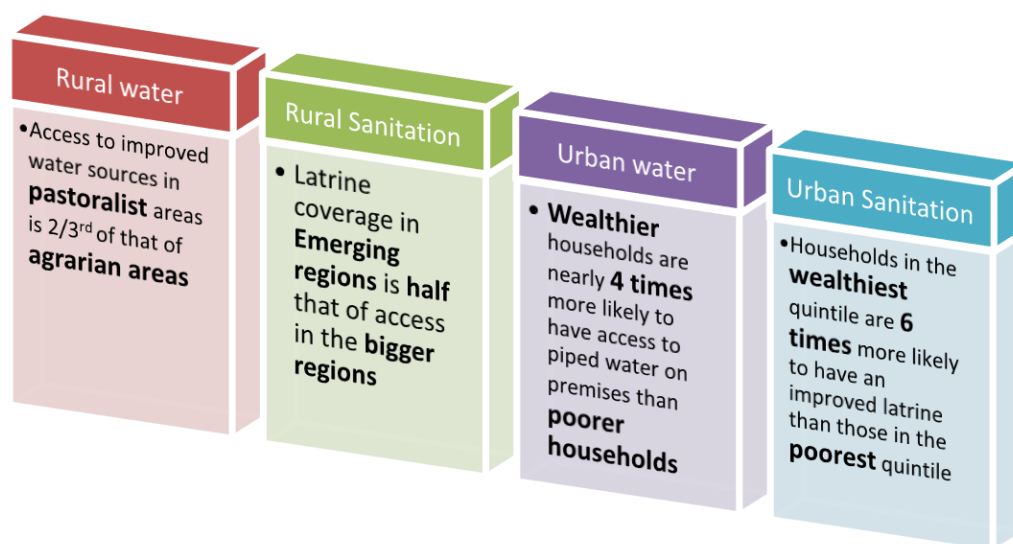 Rural water
•Access to improved
water sources in
pastoralist areas
is 2/3rd of that of
agrarian areas
Rural Sanitation
• Latrine
coverage in
Emerging
regions is half
that of access
in the bigger
regions
Urban water
• Wealthier
households are
nearly 4 times
more likely to
have access to
piped water on
premises than
poorer
households
Urban Sanitation
•Households in the
wealthiest
quintile are 6
times more likely
to have an
improved latrine
than those in the
poorest quintile